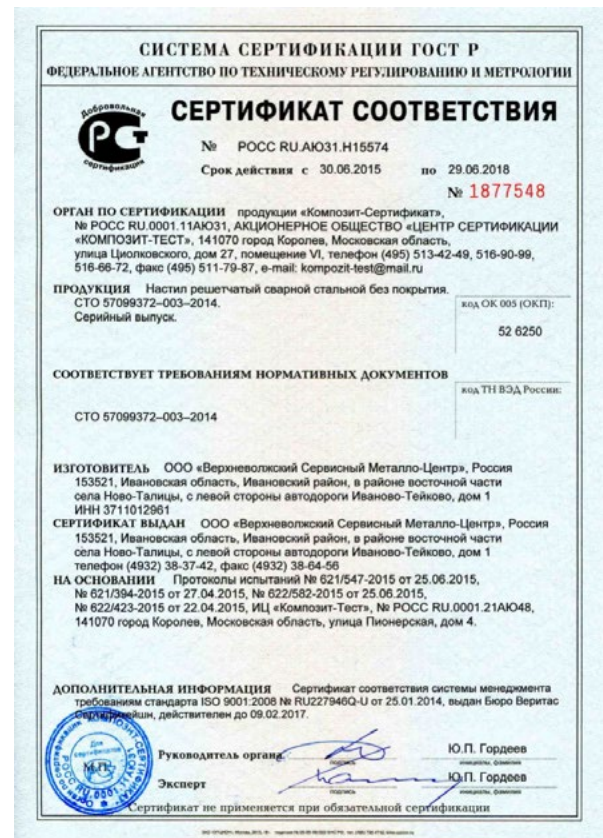 СИСТЕМА СЕРТИФИКАЦИИ ГОСТ Р
ФЕДЕРАЛЬНОЕ АГЕНТСТВО ПО ТЕХНИЧЕСКОМУ РЕГУЛИРОВАНИЮ И МЕТРОЛОГИИ
Добровольная
сертификация
СЕРТИФИКАТ СООТВЕТСТВИЯ
№ РОСС RU.АЮ31.Н15574
Срок действия с 30.06.2015 по 29.06.2018
№ 1877548
ОРГАН ПО СЕРТИФИКАЦИИ продукции «Композит-Сертификат»,
№ РОСС RU.0001.11АЮ31, АКЦИОНЕРНОЕ ОБЩЕСТВО «ЦЕНТР СЕРТИФИКАЦИИ
«КОМПОЗИТ-ТЕСТ», 141070 город Королев, Московская область,
улица Циолковского, дом 27, помещение VI, телефон (495) 513-42-49, 516-90-99,
516-66-72, факс (495) 511-79-87, e-mail: kompozit-test@mail.ru
ПРОДУКЦИЯ Настил решетчатый сварной стальной без покрытия.
СТО 57099372–003–2014.
Серийный выпуск.
код ОК 005 (ОКП):
52 6250
СООТВЕТСТВУЕТ ТРЕБОВАНИЯМ НОРМАТИВНЫХ ДОКУМЕНТОВ
код ТН ВЭД России:
СТО 57099372–003–2014
ИЗГОТОВИТЕЛЬ ООО «Верхневолжский Сервисный Металло-Центр», Россия
153521, Ивановская область, Ивановский район, в районе восточной части
села Ново-Талицы, с левой стороны автодороги Иваново-Тейково, дом 1
ИНН 3711012961
СЕРТИФИКАТ ВЫДАН ООО «Верхневолжский Сервисный Металло-Центр», Россия
153521, Ивановская область, Ивановский район, в районе восточной части
села Ново-Талицы, с левой стороны автодороги Иваново-Тейково, дом 1
телефон (4932) 38-37-42, факс (4932) 38-64-56
НА ОСНОВАНИИ Протоколы испытаний № 621/547-2015 от 25.06.2015,
№ 621/394-2015 от 27.04.2015, № 622/582-2015 от 25.06.2015,
№ 622/423-2015 от 22.04.2015, ИЦ «Композит-Тест», № РОСС RU.0001.21АЮ48,
141070 город Королев, Московская область, улица Пионерская, дом 4.
ДОПОЛНИТЕЛЬНАЯ ИНФОРМАЦИЯ Сертификат соответствия системы менеджмента
требованиям стандарта ISO 9001:2008 № RU227946Q-U от 25.01.2014, выдан Бюро Веритас
Сертификейшн, действителен до 09.02.2017.
М.П.
Руководитель органа
подпись
Ю.П. Гордеев
инициалы, фамилия
Эксперт
подпись
Ю.П. Гордеев
инициалы, фамилия
Сертификат не применяется при обязательной сертификации